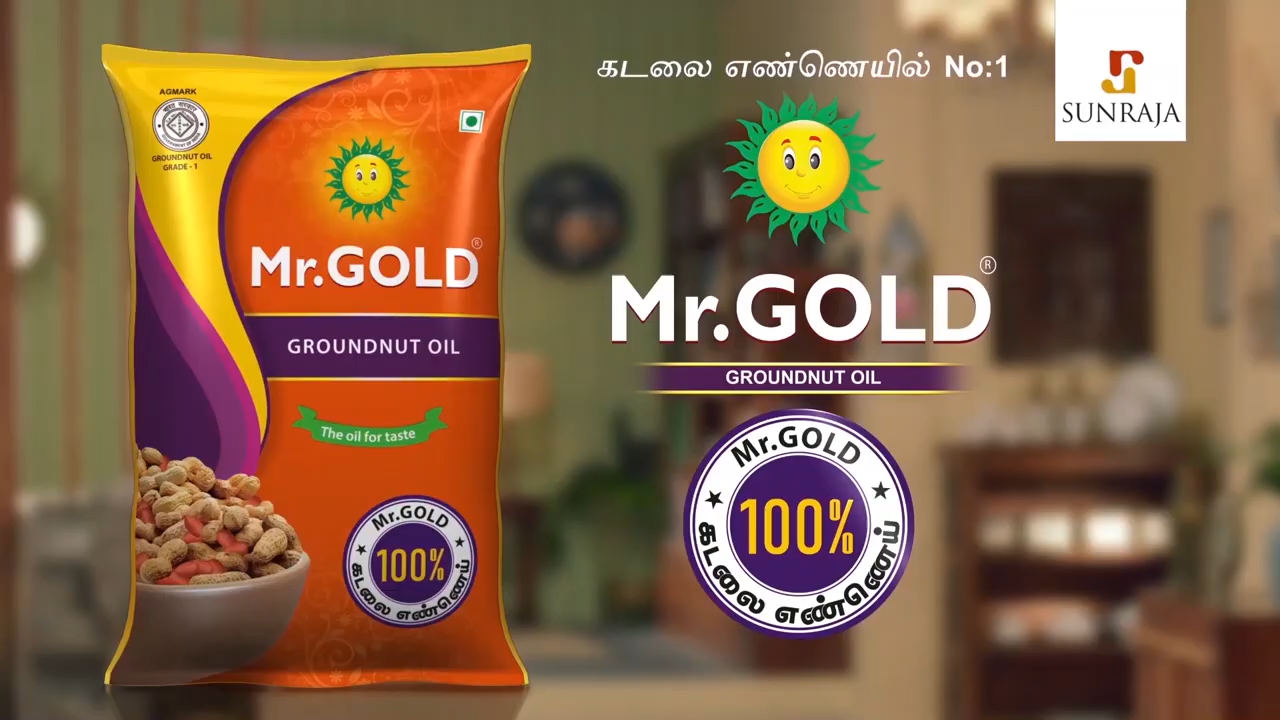 AGMARK
GROUNDNUT OIL
GRADE - 1
Mr.GOLD®
GROUNDNUT OIL
The oil for taste
Mr.GOLD
100%
கடலை எண்ணெய்
கடலை எண்ணெயில் No:1
Mr.GOLD®
GROUNDNUT OIL
Mr.GOLD
100%
கடலை எண்ணெய்
SUNRAJA